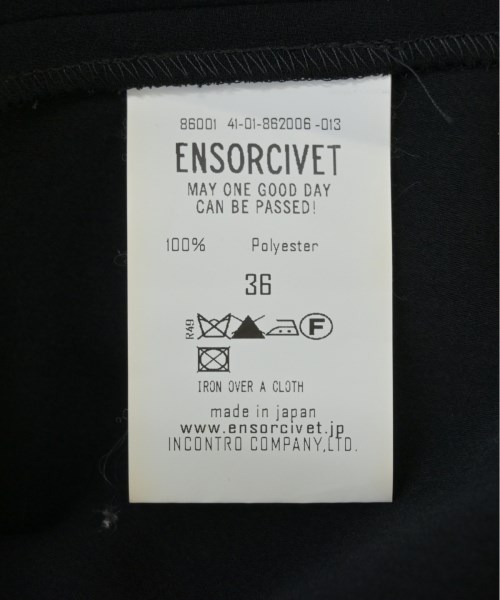 86001 41-01-862006-013
ENSORCIVET
MAY ONE GOOD DAY
CAN BE PASSED!
100% Polyester
36
R49 F
IRON OVER A CLOTH
made in japan
www.ensorcivet.jp
INCONTRO COMPANY,LTD.